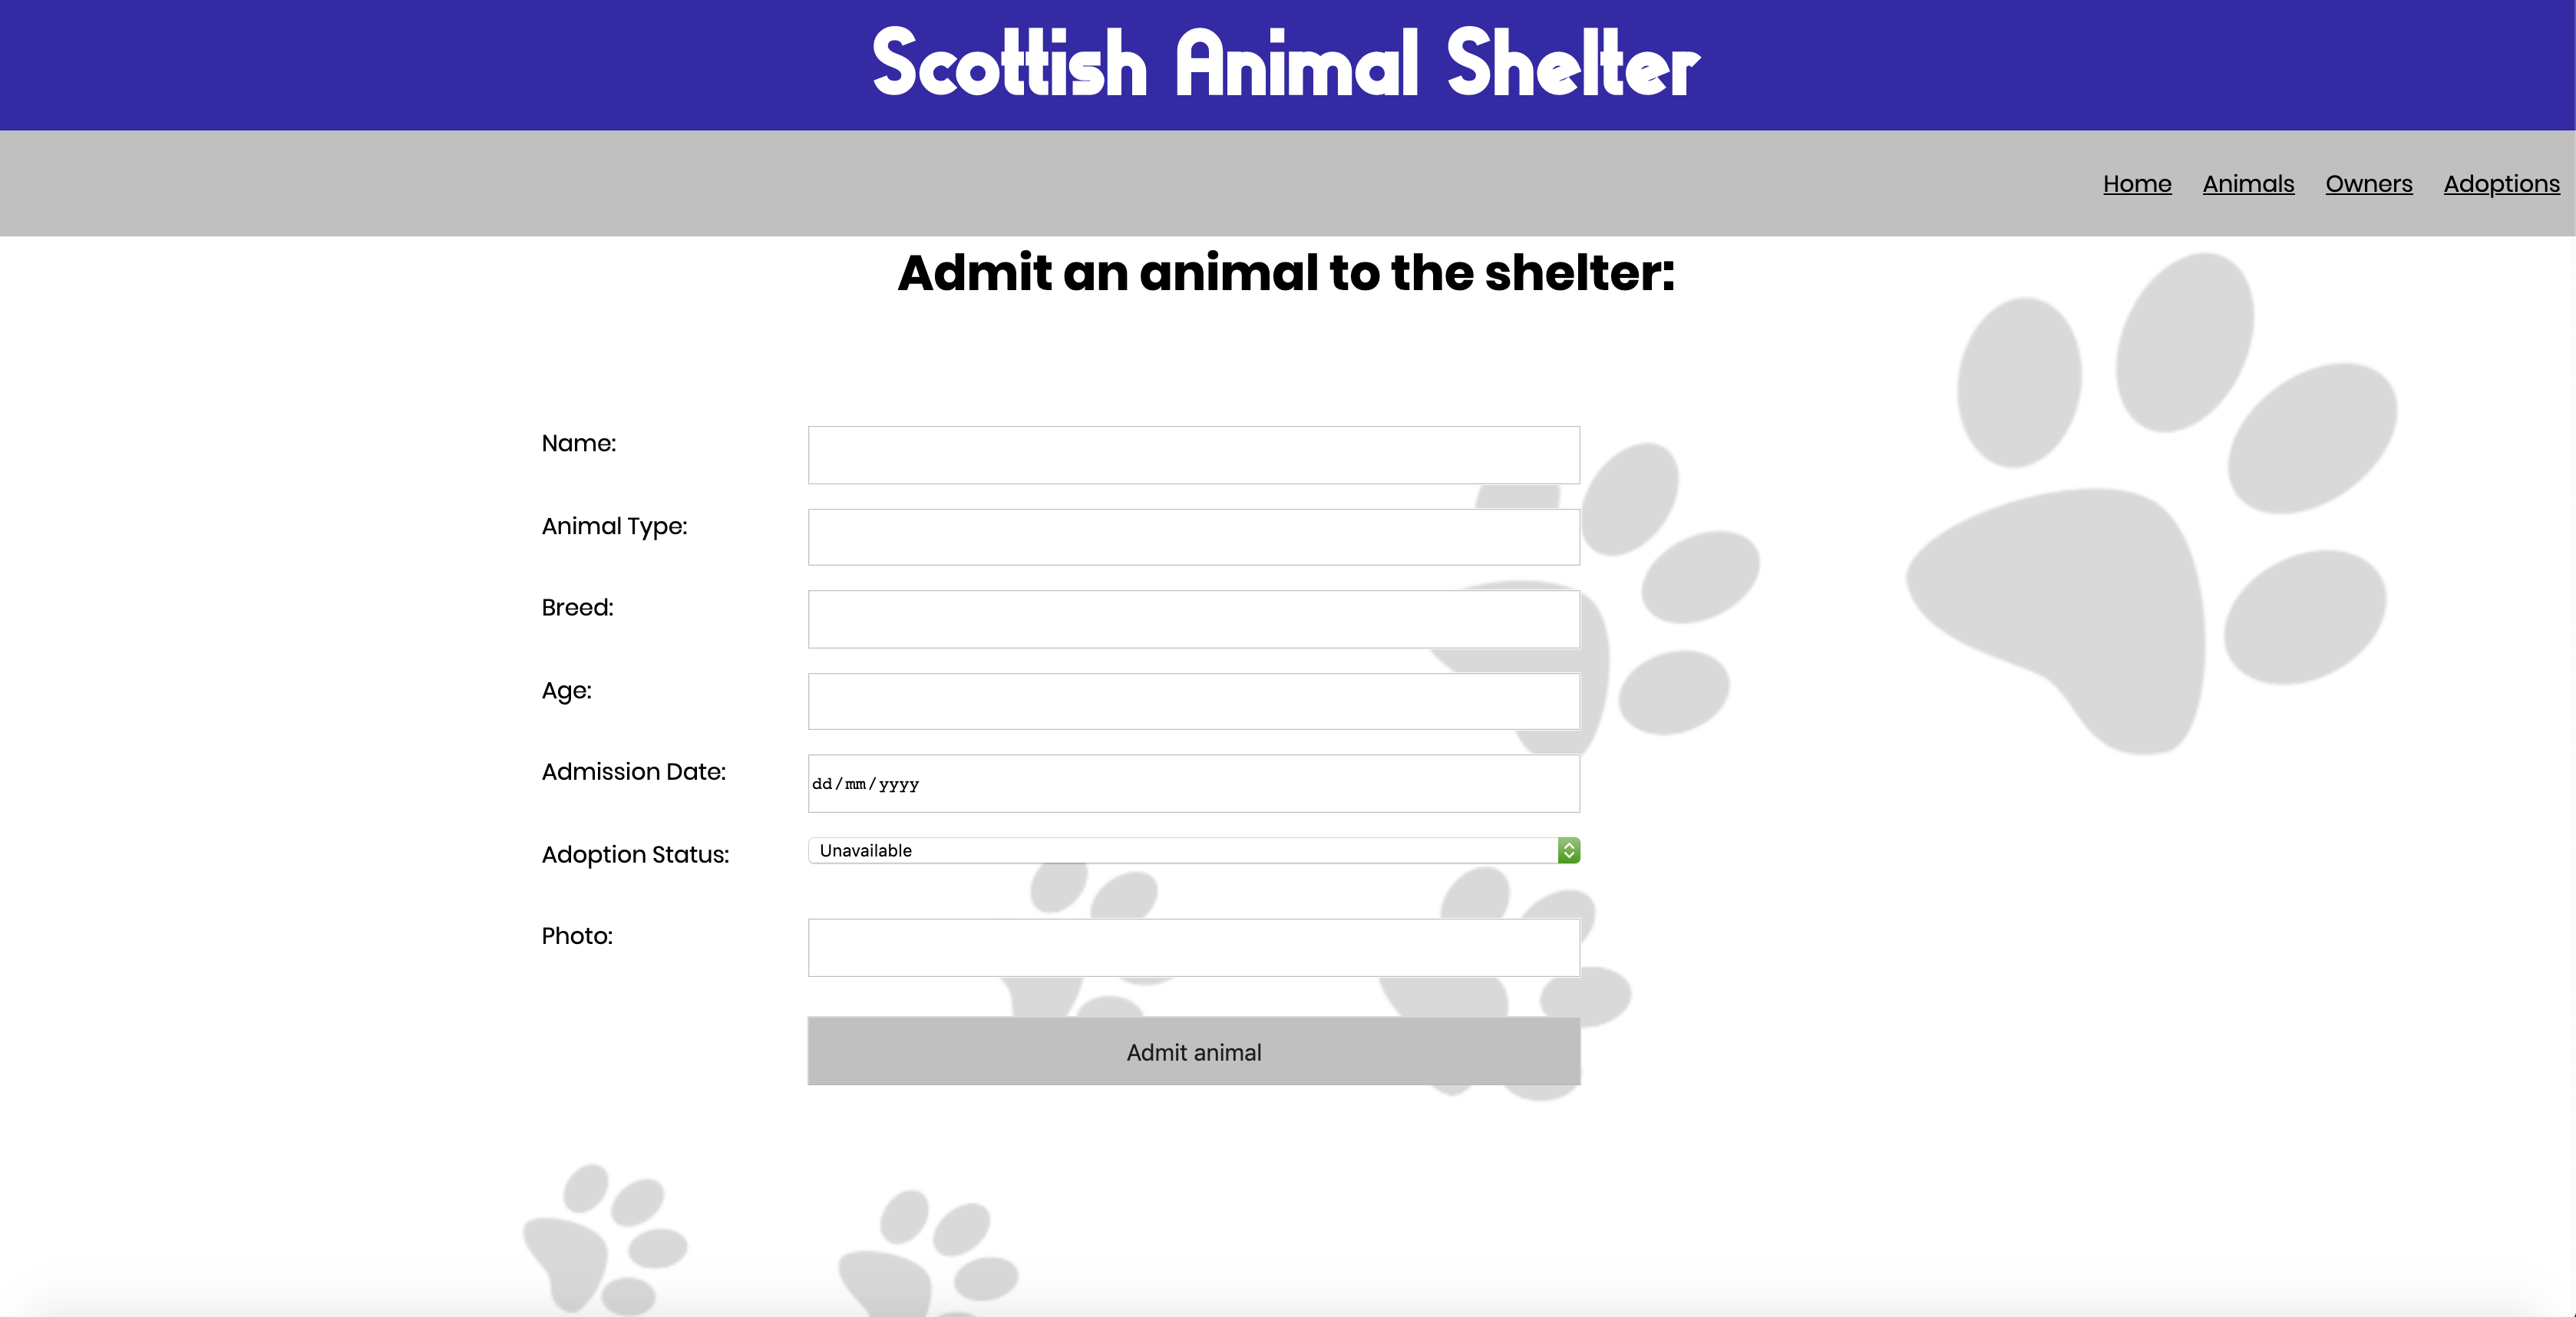 Scottish Animal Shelter
Home Animals Owners Adoptions
Admit an animal to the shelter:
Name:
Animal Type:
Breed:
Age:
Admission Date: dd/mm/yyyy
Adoption Status: Unavailable
Photo:
Admit animal